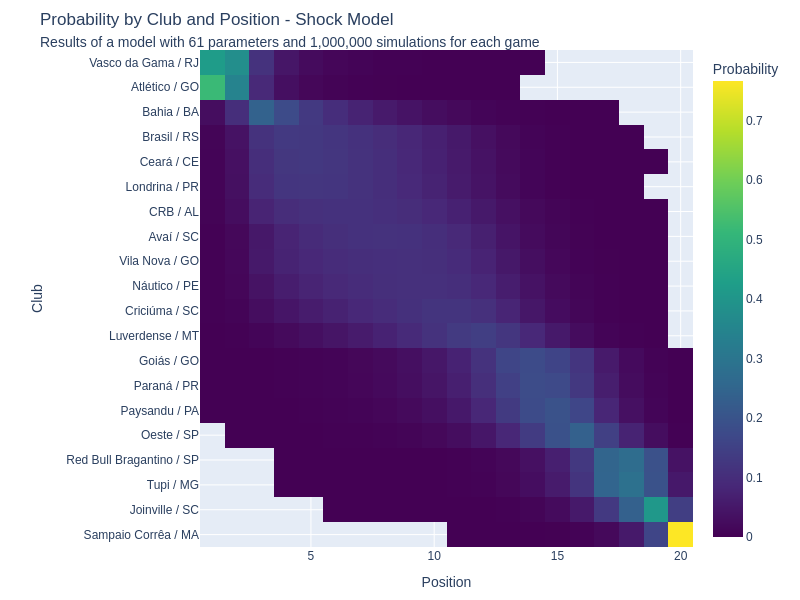 Probability by Club and Position - Shock Model
Results of a model with 61 parameters and 1,000,000 simulations for each game
Probability
Vasco da Gama / RJ
Atlético / GO
Bahia / BA
Brasil / RS
Ceará / CE
Londrina / PR
CRB / AL
Avaí / SC
Vila Nova / GO
Náutico / PE
Criciúma / SC
Luverdense / MT
Goiás / GO
Paraná / PR
Paysandu / PA
Oeste / SP
Red Bull Bragantino / SP
Tupi / MG
Joinville / SC
Sampaio Corrêa / MA
Club
5
10
15
20
Position
0.7
0.6
0.5
0.4
0.3
0.2
0.1
0